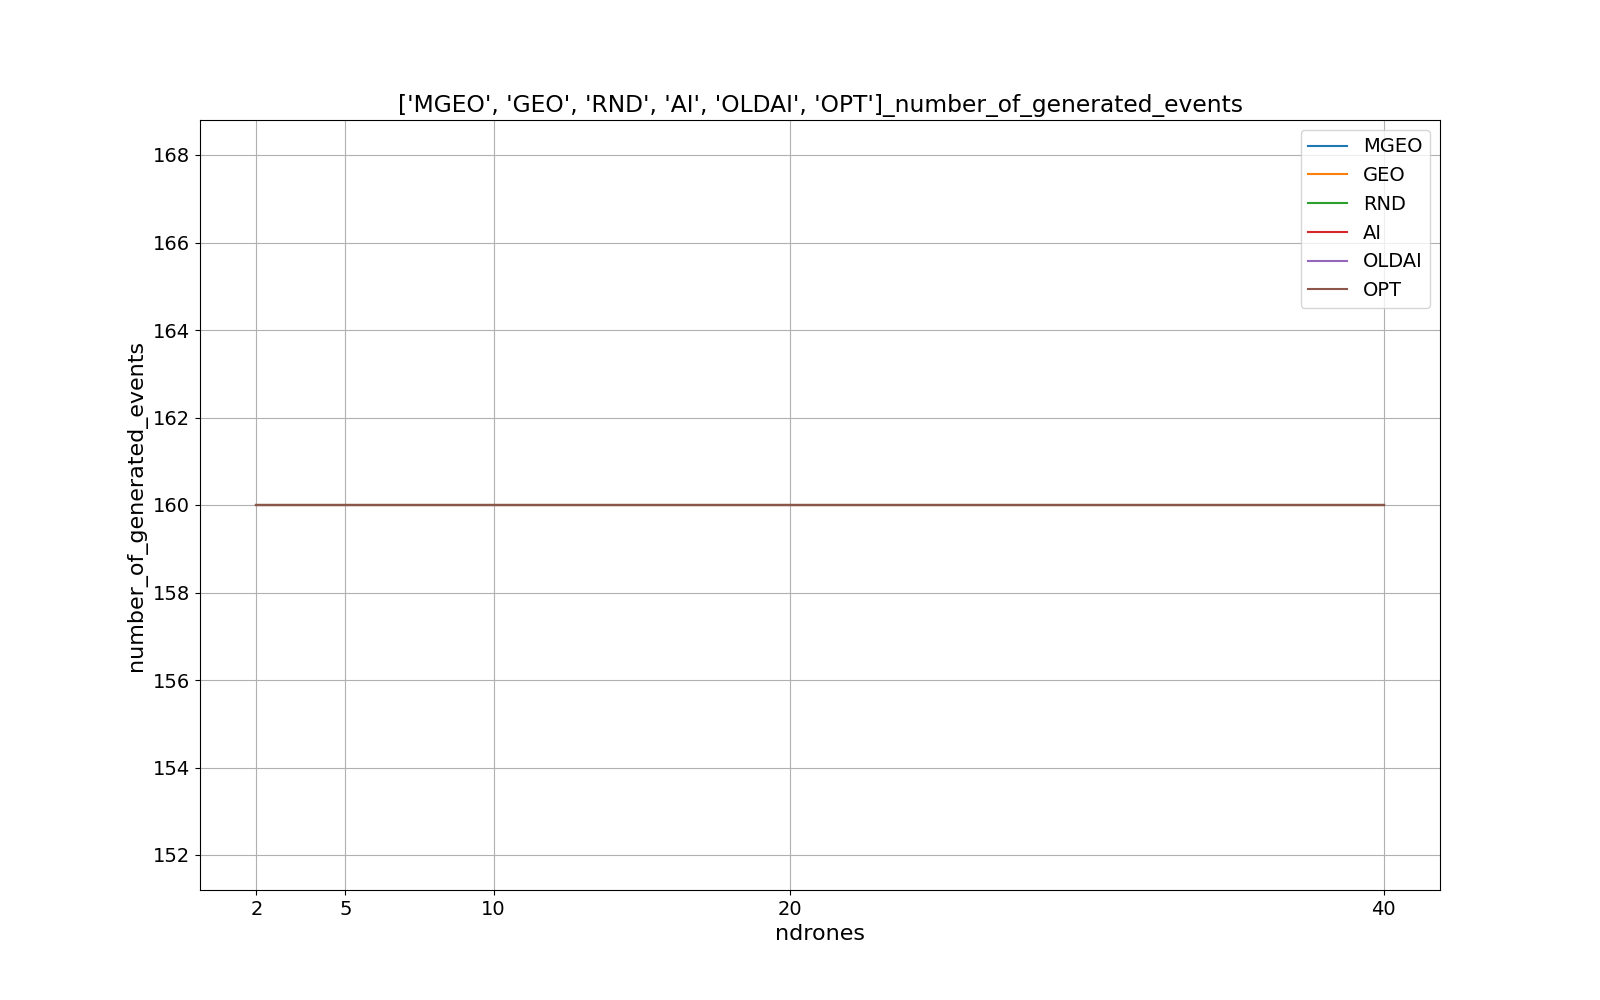 ['MGEO', 'GEO', 'RND', 'AI', 'OLDAI', 'OPT']_number_of_generated_events
MGEO
GEO
RND
AI
OLDAI
OPT
number_of_generated_events
168
166
164
162
160
158
156
154
152
2 5 10 20 40
ndrones